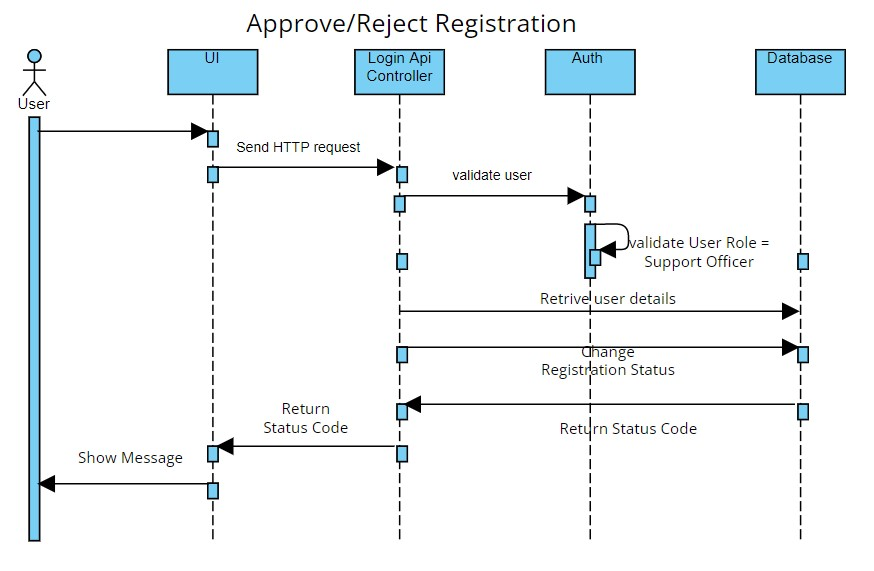 Approve/Reject Registration
User
UI
Login Api
Controller
Auth
Database
Send HTTP request
validate user
validate User Role =
Support Officer
Retrive user details
Change
Registration Status
Return
Status Code
Return Status Code
Show Message